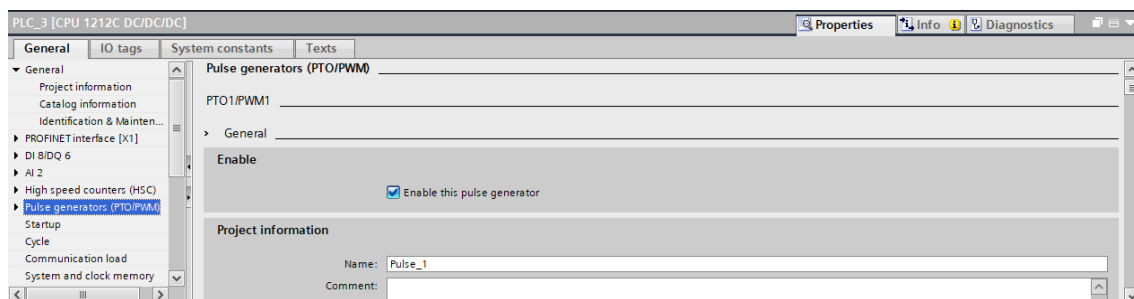 PLC_3 [CPU 1212C DC/DC/DC]
Properties
Info
Diagnostics
General
IO tags
System constants
Texts
General
Project information
Catalog information
Identification & Mainten...
PROFINET interface [X1]
DI 8/DQ 6
AI 2
High speed counters (HSC)
Pulse generators (PTO/PWM)
Startup
Cycle
Communication load
System and clock memory
Pulse generators (PTO/PWM)
PTO1/PWM1
General
Enable
Enable this pulse generator
Project information
Name: Pulse_1
Comment: